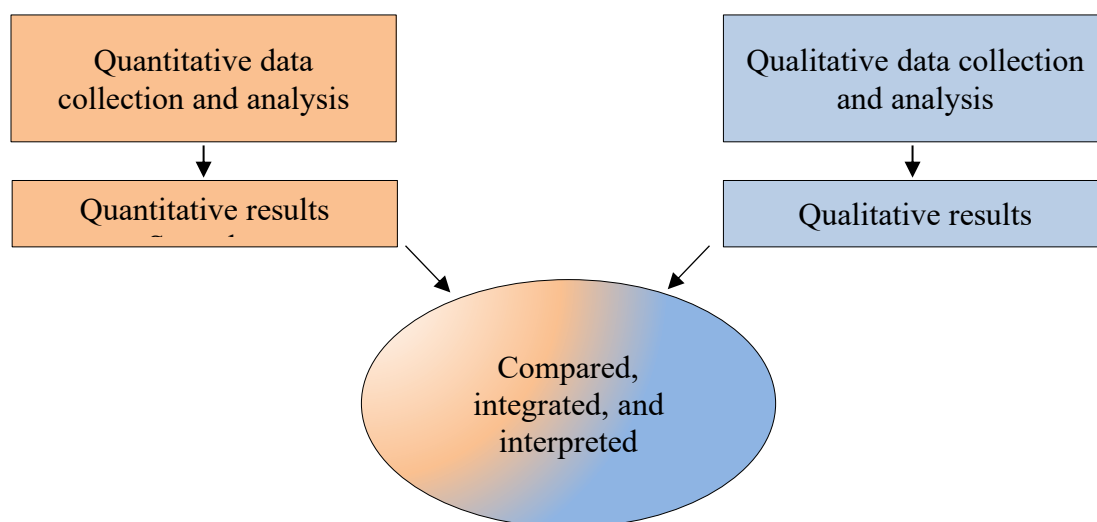 Quantitative data
collection and analysis
Qualitative data collection
and analysis
Quantitative results
Qualitative results
Compared,
integrated, and
interpreted